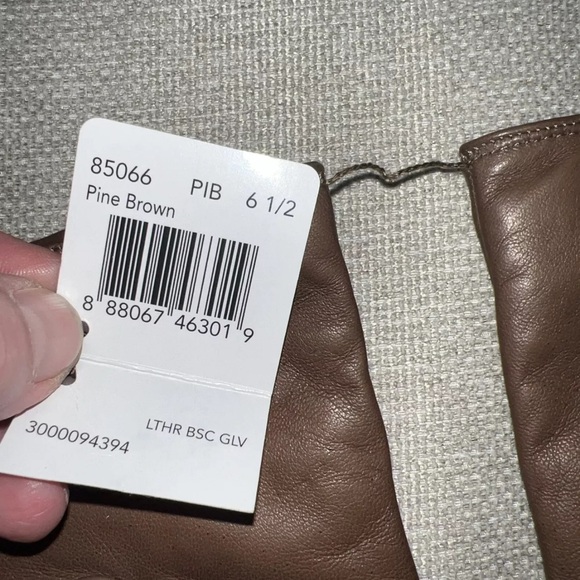 85066 PIB 6 1/2
Pine Brown
8 88067 46301 9
LTHR BSC GLV
3000094394